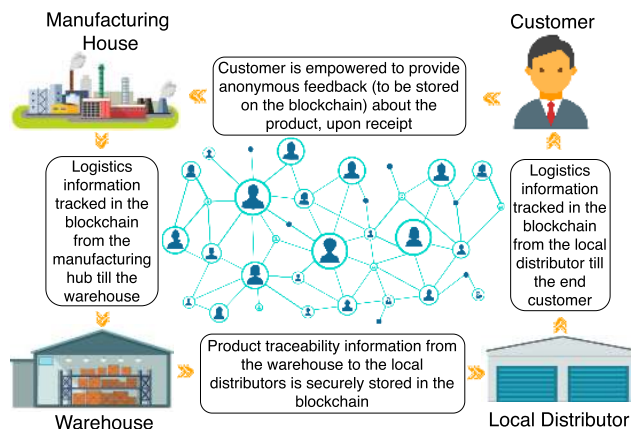 Manufacturing
House
Customer
Customer is empowered to provide
anonymous feedback (to be stored
on the blockchain) about the
product, upon receipt
Logistics
information
tracked in the
blockchain
from the
manufacturing
hub till the
warehouse
Logistics
information
tracked in the
blockchain
from the local
distributor till
the end
customer
Product traceability information from
the warehouse to the local
distributors is securely stored in the
blockchain
Warehouse
Local Distributor